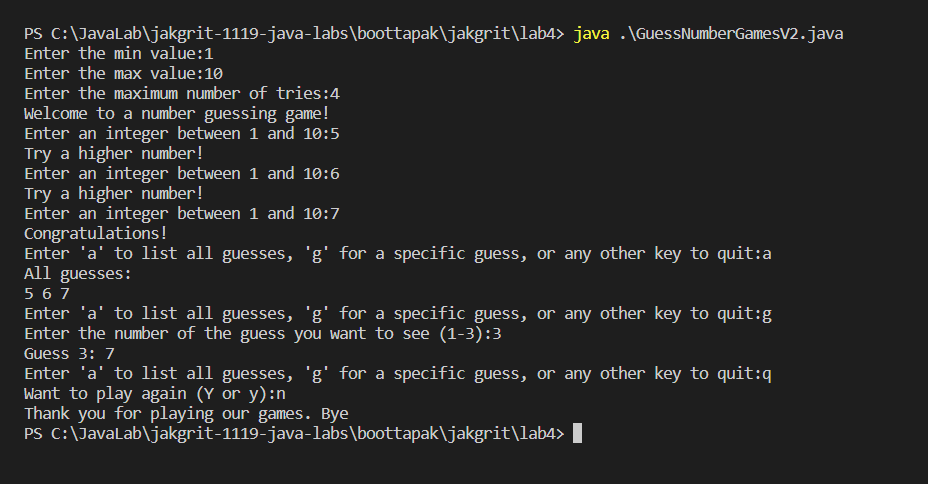 PS C:\JavaLab\jakgrit-1119-java-labs\boottapak\jakgrit\lab4> java .\GuessNumberGamesV2.java
Enter the min value:1
Enter the max value:10
Enter the maximum number of tries:4
Welcome to a number guessing game!
Enter an integer between 1 and 10:5
Try a higher number!
Enter an integer between 1 and 10:6
Try a higher number!
Enter an integer between 1 and 10:7
Congratulations!
Enter 'a' to list all guesses, 'g' for a specific guess, or any other key to quit:a
All guesses:
5 6 7
Enter 'a' to list all guesses, 'g' for a specific guess, or any other key to quit:g
Enter the number of the guess you want to see (1-3):3
Guess 3: 7
Enter 'a' to list all guesses, 'g' for a specific guess, or any other key to quit:q
Want to play again (Y or y):n
Thank you for playing our games. Bye
PS C:\JavaLab\jakgrit-1119-java-labs\boottapak\jakgrit\lab4>